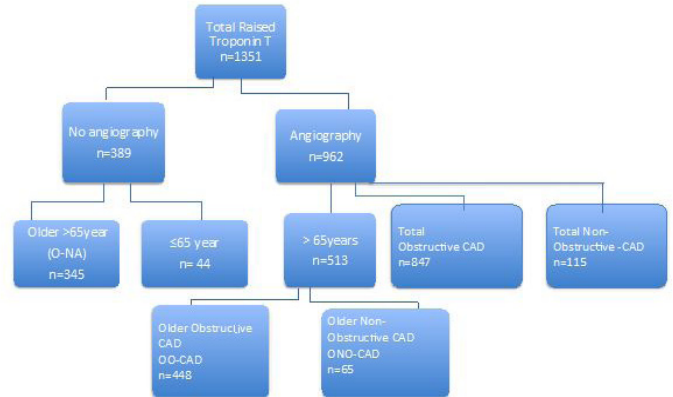 Total Raised
Troponin T
n=1351
No angiography
n=389
Angiography
n=962
Older >65year
(O-NA)
n=345
≤65 year
n= 44
> 65years
n=513
Total
Obstructive CAD
n=847
Total Non-
Obstructive -CAD
n=115
Older Obstructive
CAD
OO-CAD
n=448
Older Non-
Obstructive CAD
ONO-CAD
n=65